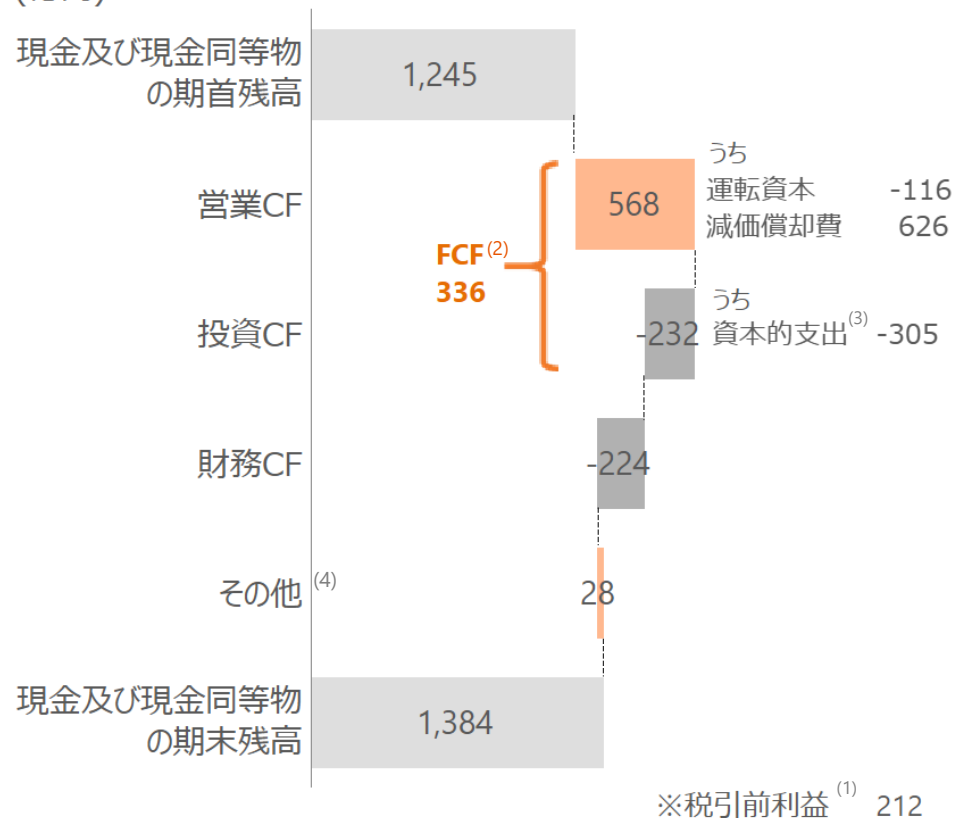 現金及び現金同等物
の期首残高
1,245
営業CF
568
うち
運転資本 -116
減価償却費 626
FCF(2)
336
投資CF
-232
うち
資本的支出(3) -305
財務CF
-224
その他(4)
28
現金及び現金同等物
の期末残高
1,384
※税引前利益(1) 212